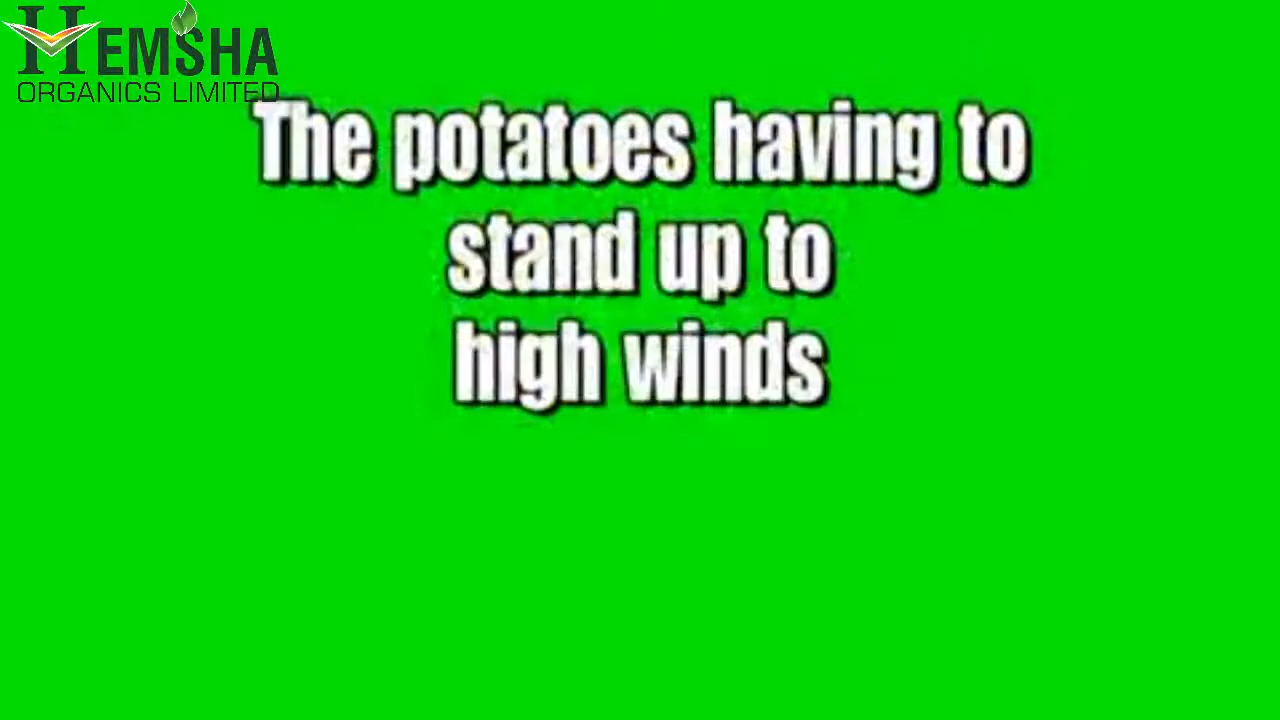 HEMSHA
ORGANICS LIMITED
The potatoes having to
stand up to
high winds